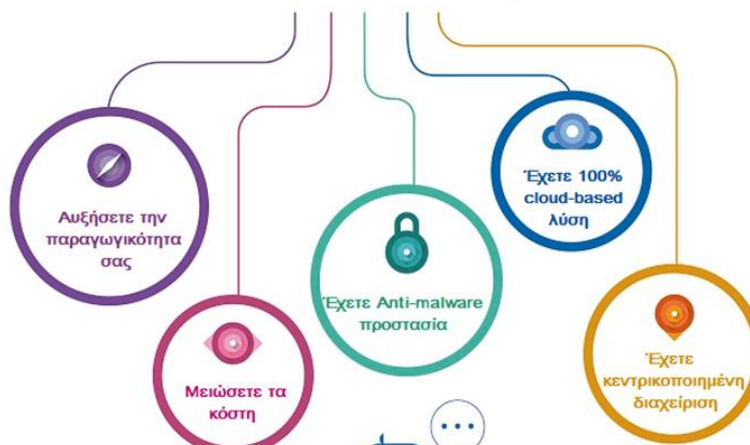 Αυξήσετε την
παραγωγικότητα
σας
Μειώσετε τα
κόστη
Έχετε Anti-malware
προστασία
Έχετε 100%
cloud-based
λύση
Έχετε
κεντρικοποιημένη
διαχείριση